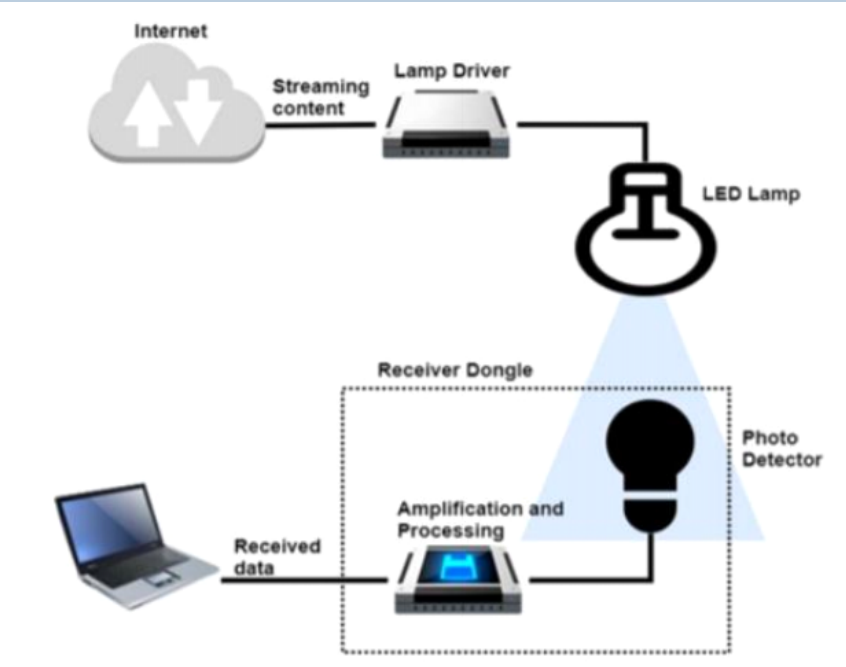 Internet
Streaming
content
Lamp Driver
LED Lamp
Receiver Dongle
Photo
Detector
Amplification and
Processing
Received
data